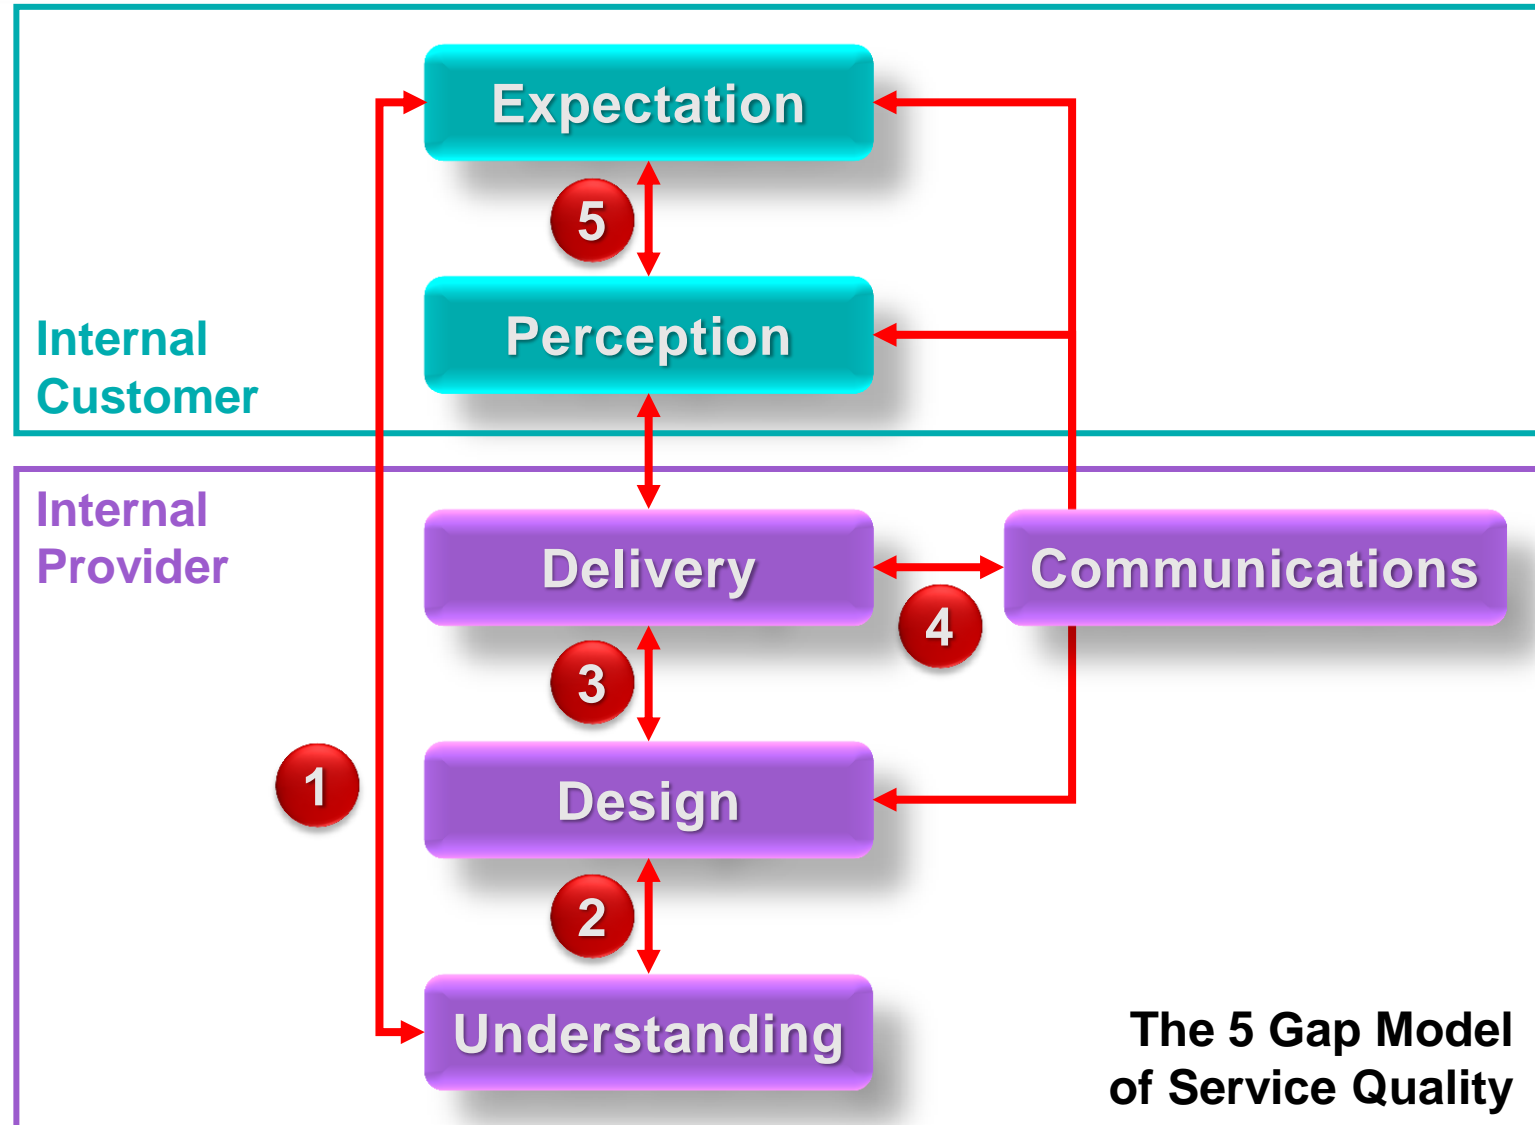 Expectation
5
Perception
Internal
Customer
Internal
Provider
Delivery
Communications
4
3
1
Design
2
Understanding
The 5 Gap Model
of Service Quality